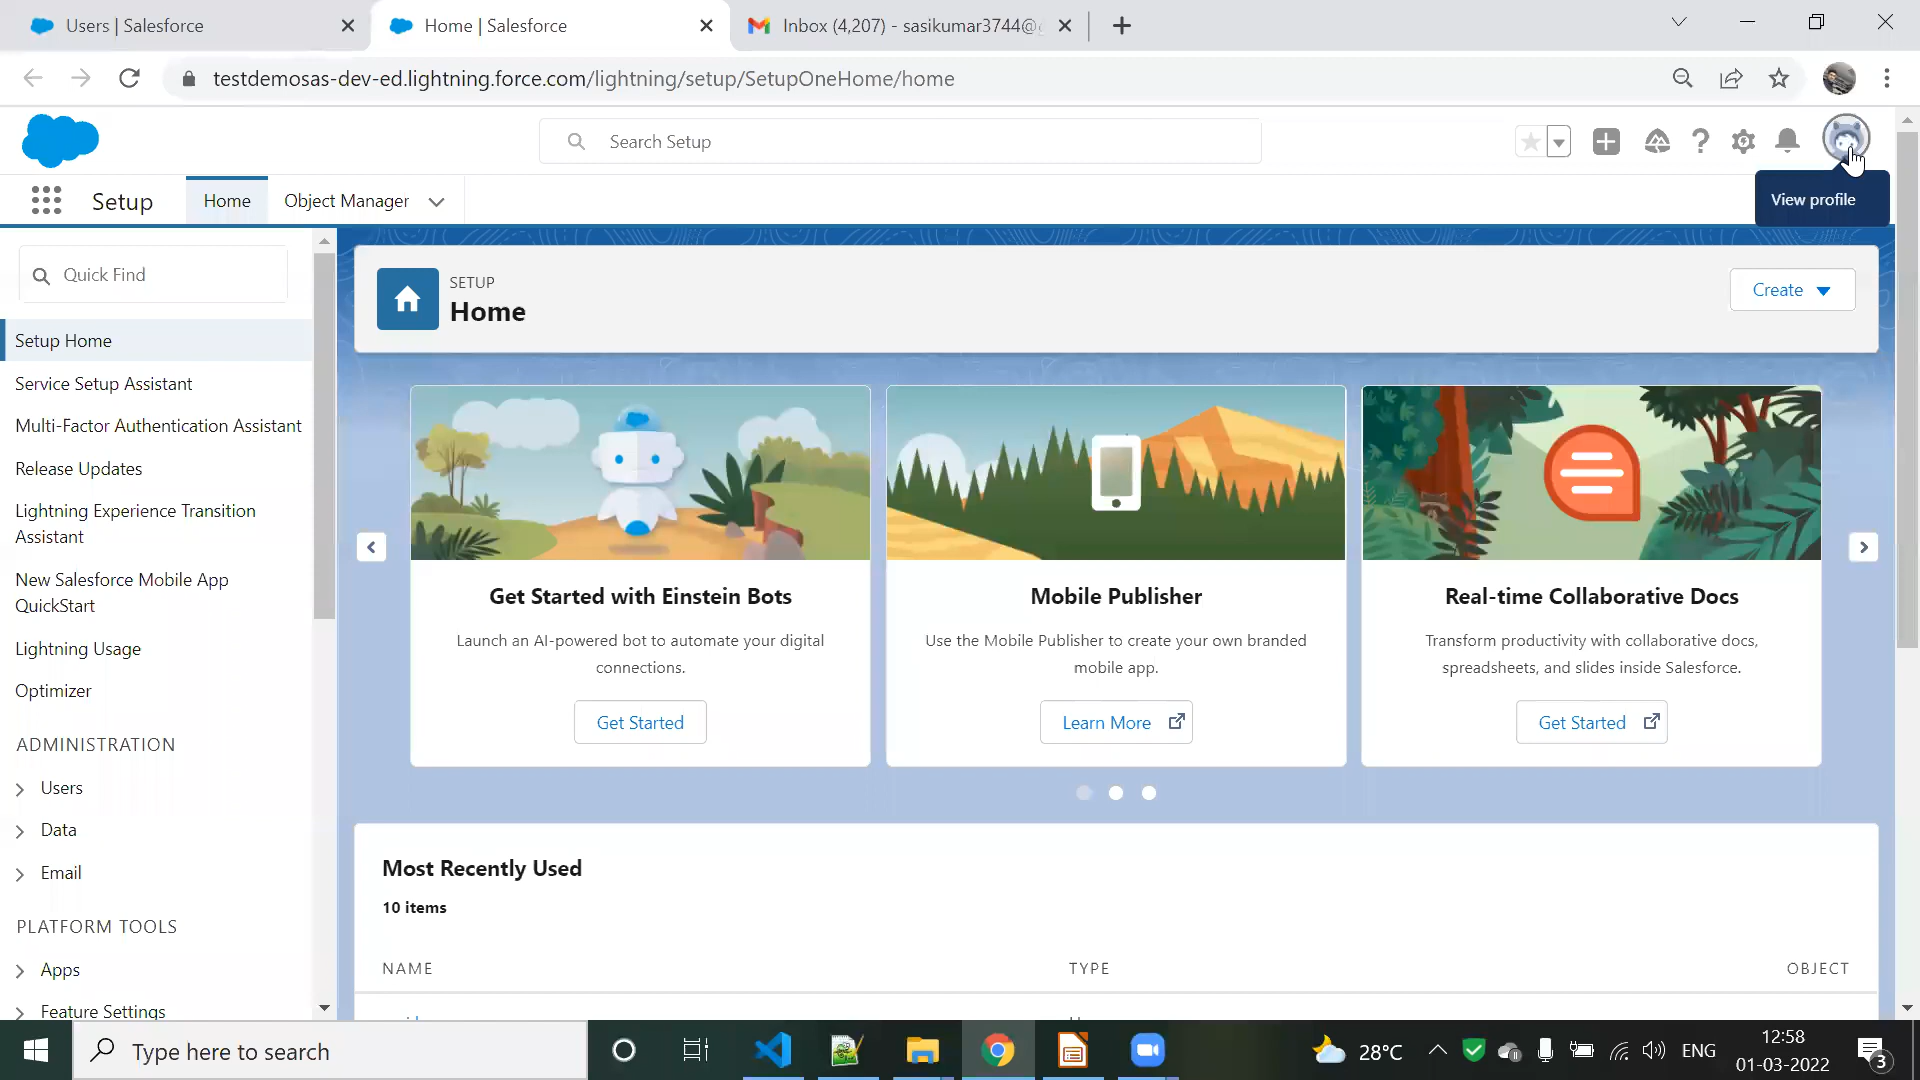 Users | Salesforce
Home | Salesforce
Inbox (4,207) - sasikumar3744@
testdemosas-dev-ed.lightning.force.com/lightning/setup/SetupOneHome/home
Search Setup
Setup
Home
Object Manager
View profile
Quick Find
SETUP
Home
Create
Setup Home
Service Setup Assistant
Multi-Factor Authentication Assistant
Release Updates
Lightning Experience Transition
Assistant
New Salesforce Mobile App
QuickStart
Lightning Usage
Optimizer
ADMINISTRATION
Users
Data
Email
PLATFORM TOOLS
Apps
Feature Settings
Get Started with Einstein Bots
Launch an AI-powered bot to automate your digital
connections.
Get Started
Mobile Publisher
Use the Mobile Publisher to create your own branded
mobile app.
Learn More
Real-time Collaborative Docs
Transform productivity with collaborative docs,
spreadsheets, and slides inside Salesforce.
Get Started
Most Recently Used
10 items
NAME
TYPE
OBJECT
Type here to search
28°C
ENG
12:58
01-03-2022
3